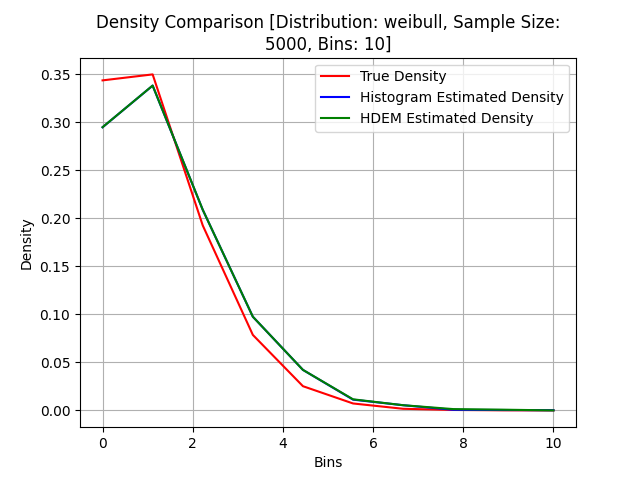 Density Comparison [Distribution: weibull, Sample Size:
5000, Bins: 10]
True Density
Histogram Estimated Density
HDEM Estimated Density
Density
0.35
0.30
0.25
0.20
0.15
0.10
0.05
0.00
0 2 4 6 8 10
Bins